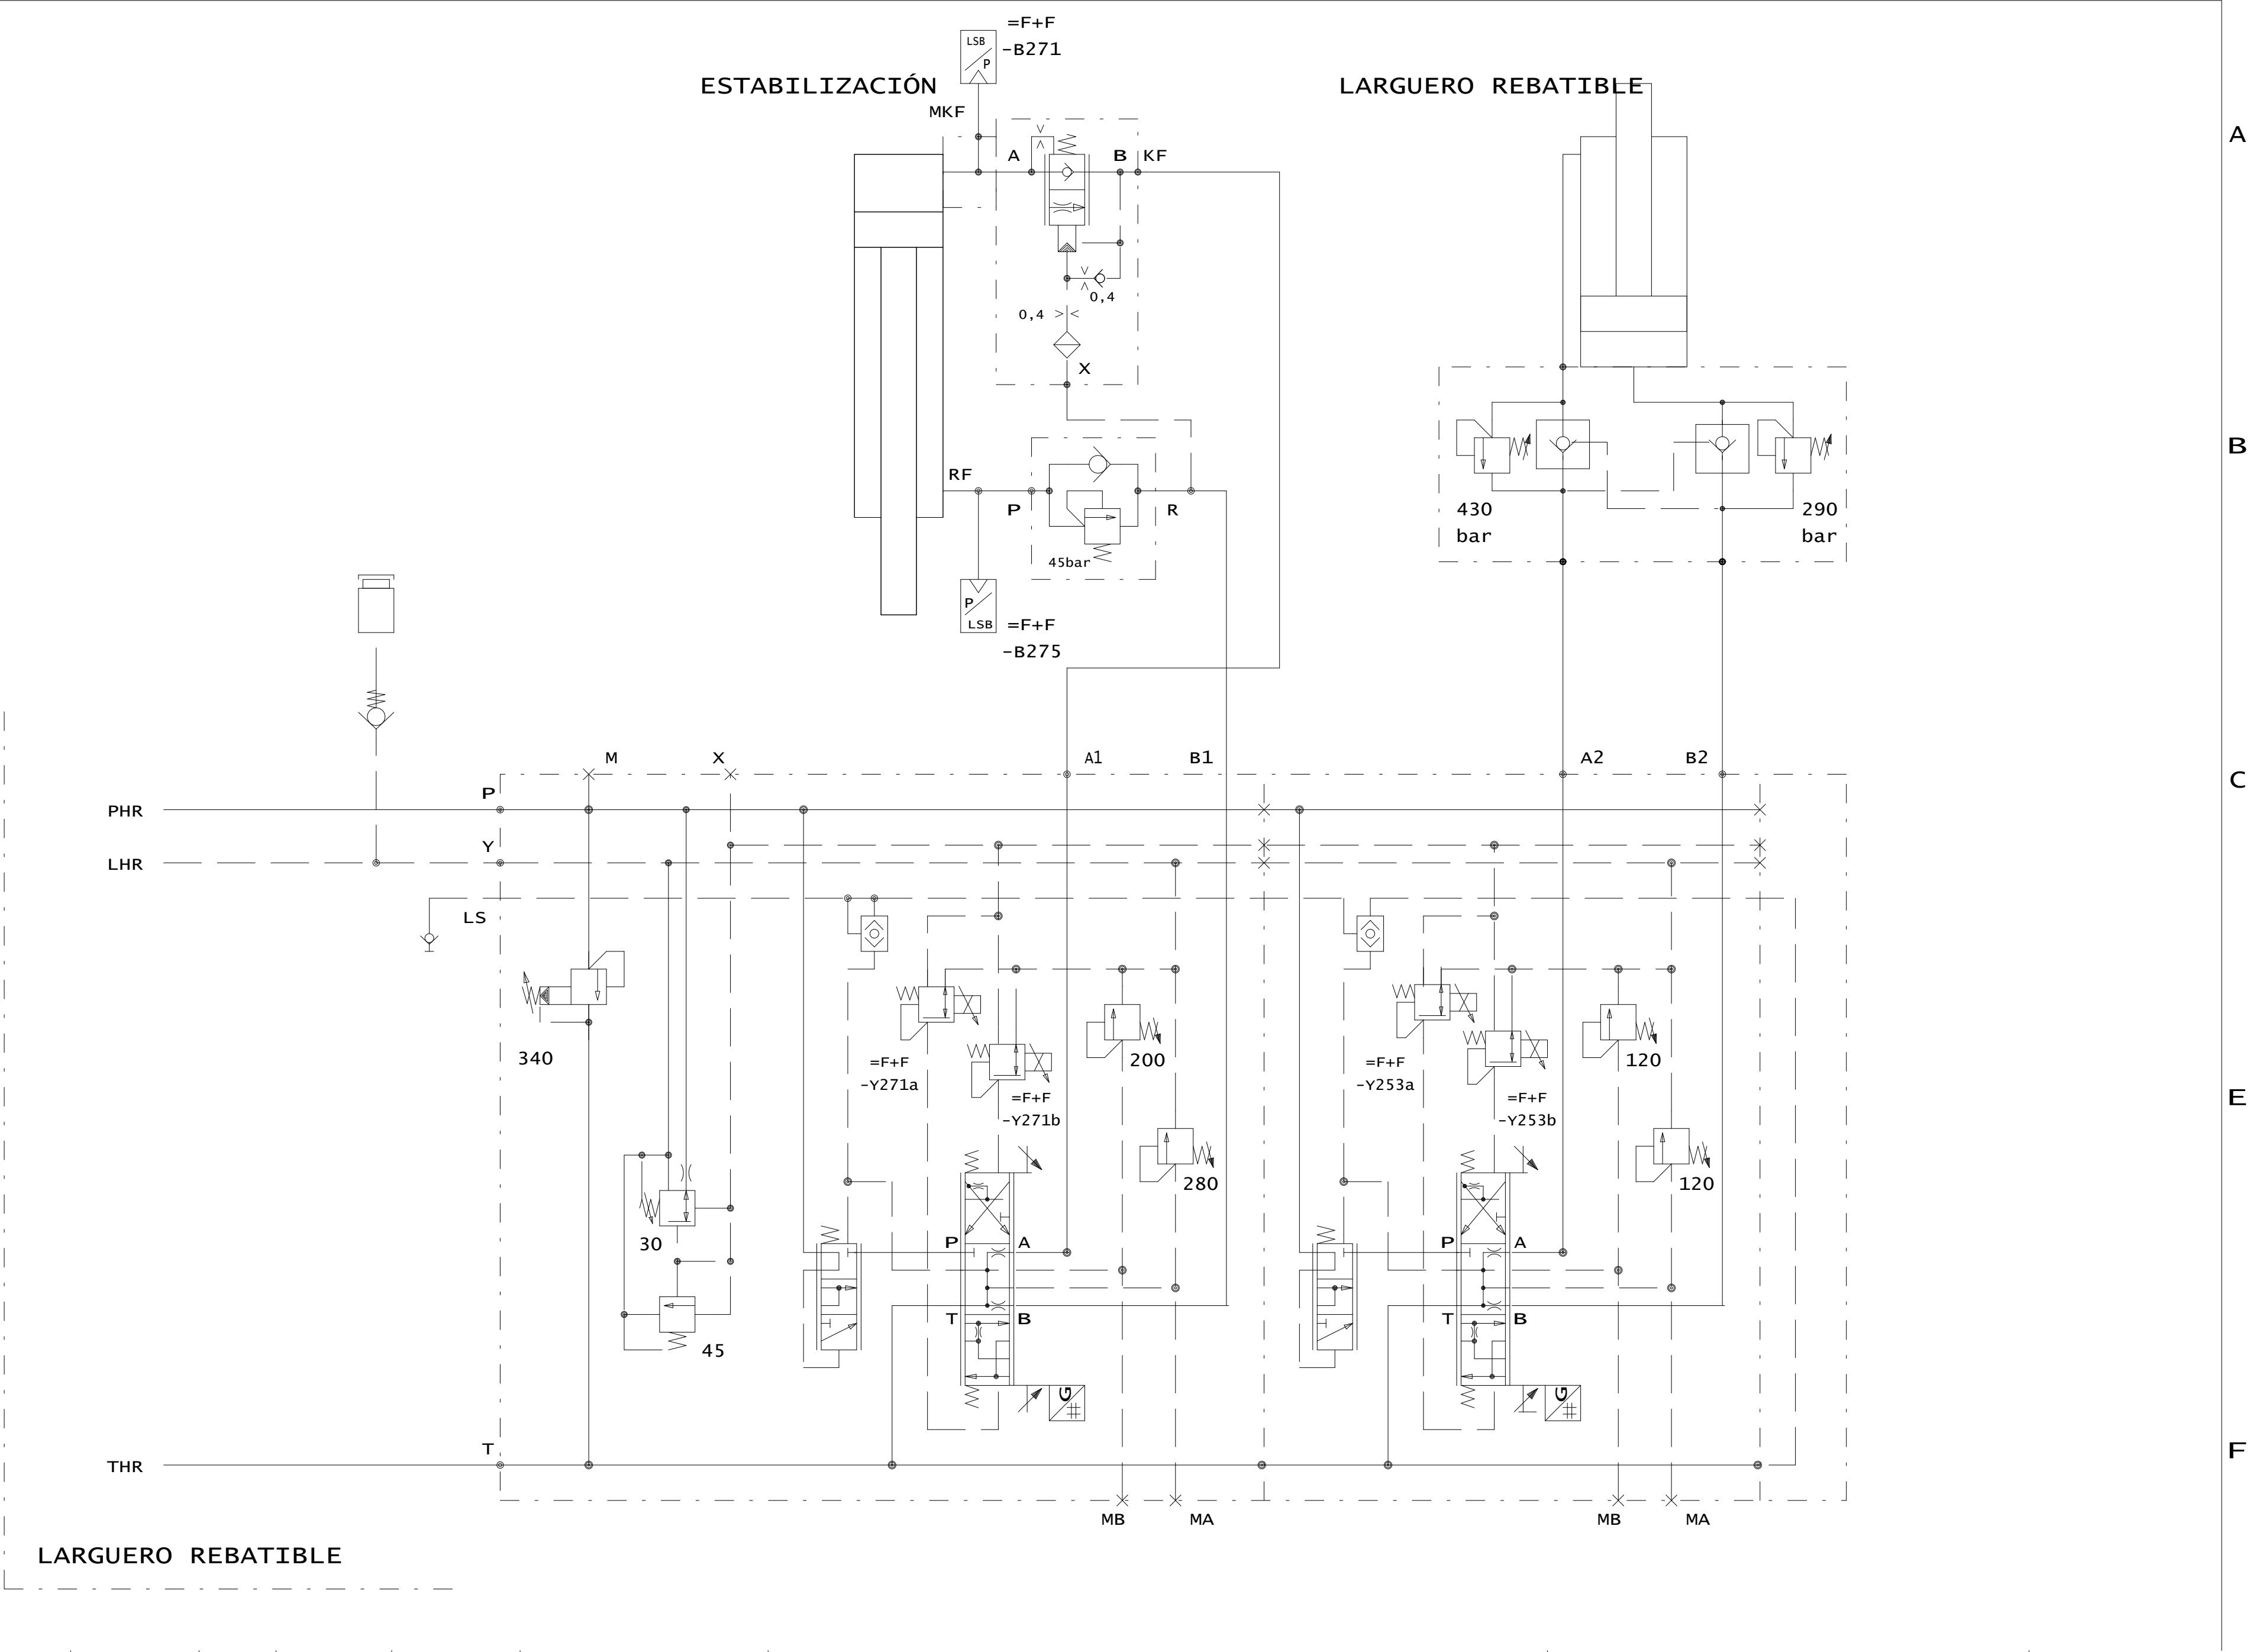 =F+F
-B271
LSB
P
ESTABILIZACIÓN
LARGUERO REBATIBLE
MKF
A
A
B
KF
0,4
0,4
X
RF
P
R
45bar
B
430
bar
290
bar
P
LSB
=F+F
-B275
M
X
A1
B1
A2
B2
C
PHR
P
LHR
Y
LS
340
=F+F
-Y271a
=F+F
-Y271b
200
=F+F
-Y253a
=F+F
-Y253b
120
E
280
120
30
P
A
P
A
T
B
T
B
45
G
#
G
#
THR
T
F
MB
MA
MB
MA
LARGUERO REBATIBLE